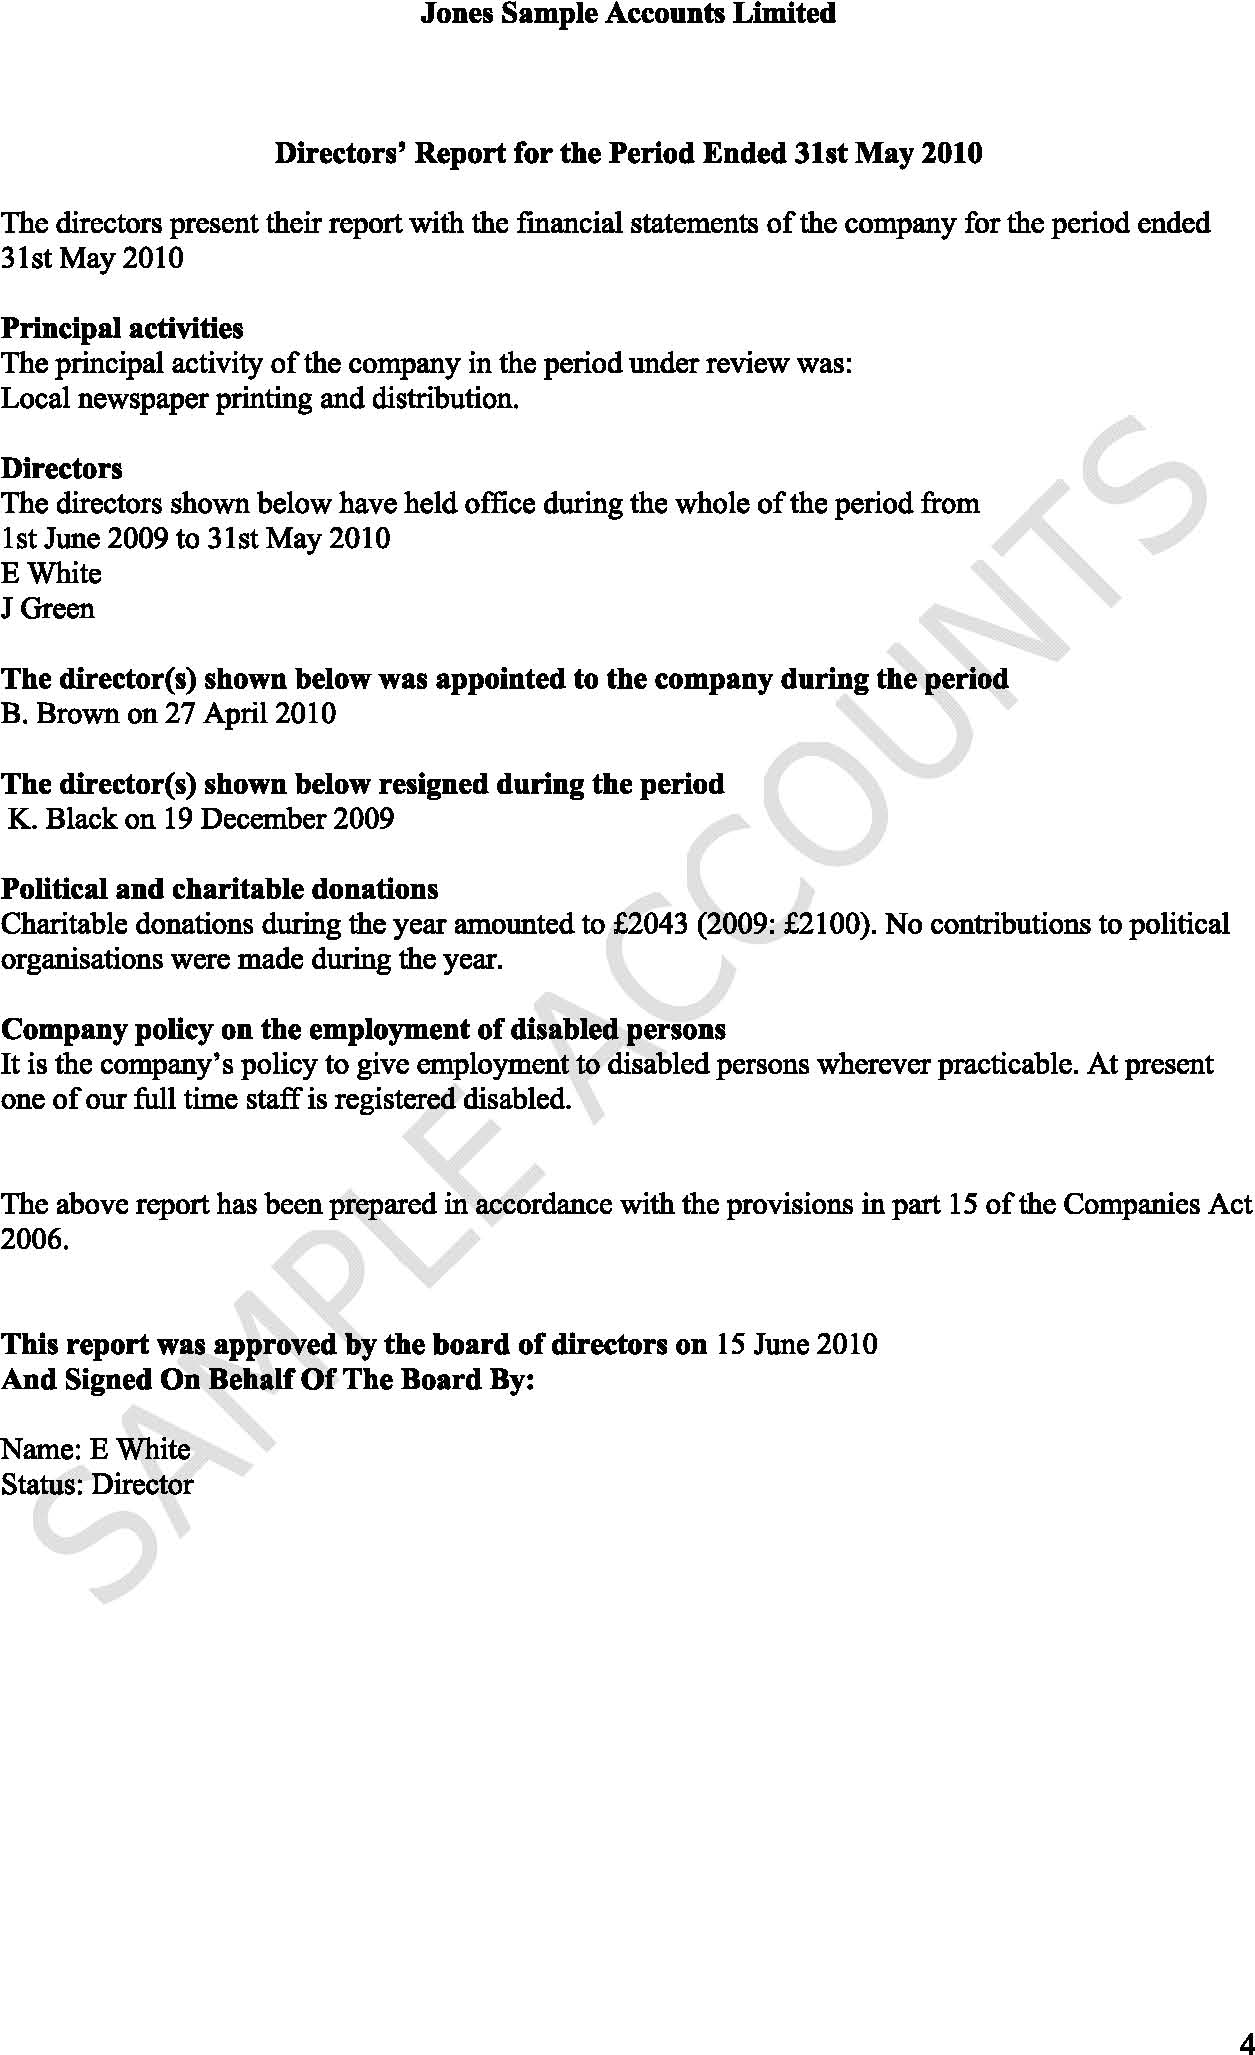 Jones Sample Accounts Limited
Directors’ Report for the Period Ended 31st May 2010
The directors present their report with the financial statements of the company for the period ended
31st May 2010
Principal activities
The principal activity of the company in the period under review was:
Local newspaper printing and distribution.
Directors
The directors shown below have held office during the whole of the period from
1st June 2009 to 31st May 2010
E White
J Green
The director(s) shown below was appointed to the company during the period
B. Brown on 27 April 2010
The director(s) shown below resigned during the period
K. Black on 19 December 2009
Political and charitable donations
Charitable donations during the year amounted to £2043 (2009: £2100). No contributions to political
organisations were made during the year.
Company policy on the employment of disabled persons
It is the company’s policy to give employment to disabled persons wherever practicable. At present
one of our full time staff is registered disabled.
The above report has been prepared in accordance with the provisions in part 15 of the Companies Act
2006.
This report was approved by the board of directors on 15 June 2010
And Signed On Behalf Of The Board By:
Name: E White
Status: Director
SAMPLE ACCOUNTS
4